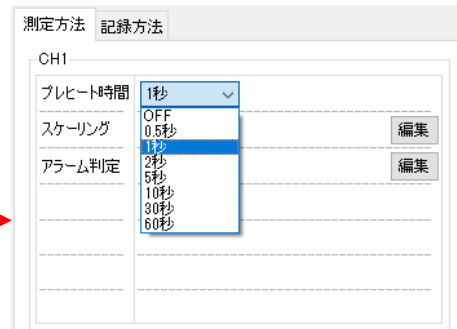 測定方法 記録方法
CH1
プレヒート時間 1秒
OFF
スケーリング 0.5秒 編集
1秒
アラーム判定 2秒 編集
5秒
10秒
30秒
60秒